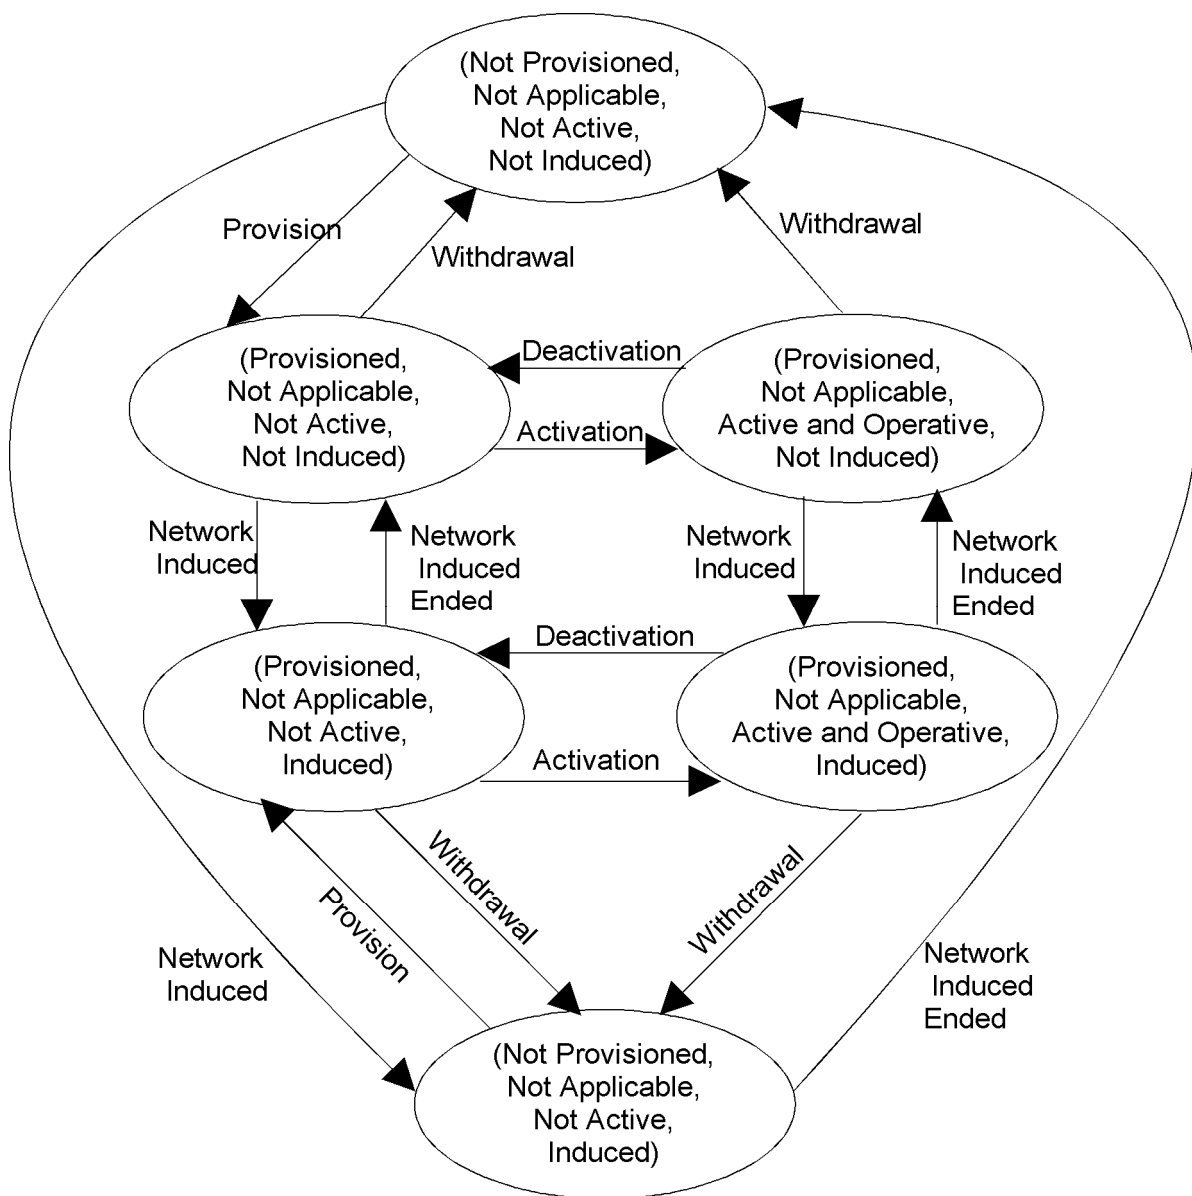 (Not Provisioned,
Not Applicable,
Not Active,
Not Induced)
Provision
Withdrawal
Withdrawal
(Provisioned,
Not Applicable,
Not Active,
Not Induced)
Deactivation
Activation
(Provisioned,
Not Applicable,
Active and Operative,
Not Induced)
Network
Induced
Network
Induced
Ended
Network
Induced
Network
Induced
Ended
(Provisioned,
Not Applicable,
Not Active,
Induced)
Deactivation
Activation
(Provisioned,
Not Applicable,
Active and Operative,
Induced)
Withdrawal
Provision
Withdrawal
Network
Induced
Network
Induced
Ended
(Not Provisioned,
Not Applicable,
Not Active,
Induced)